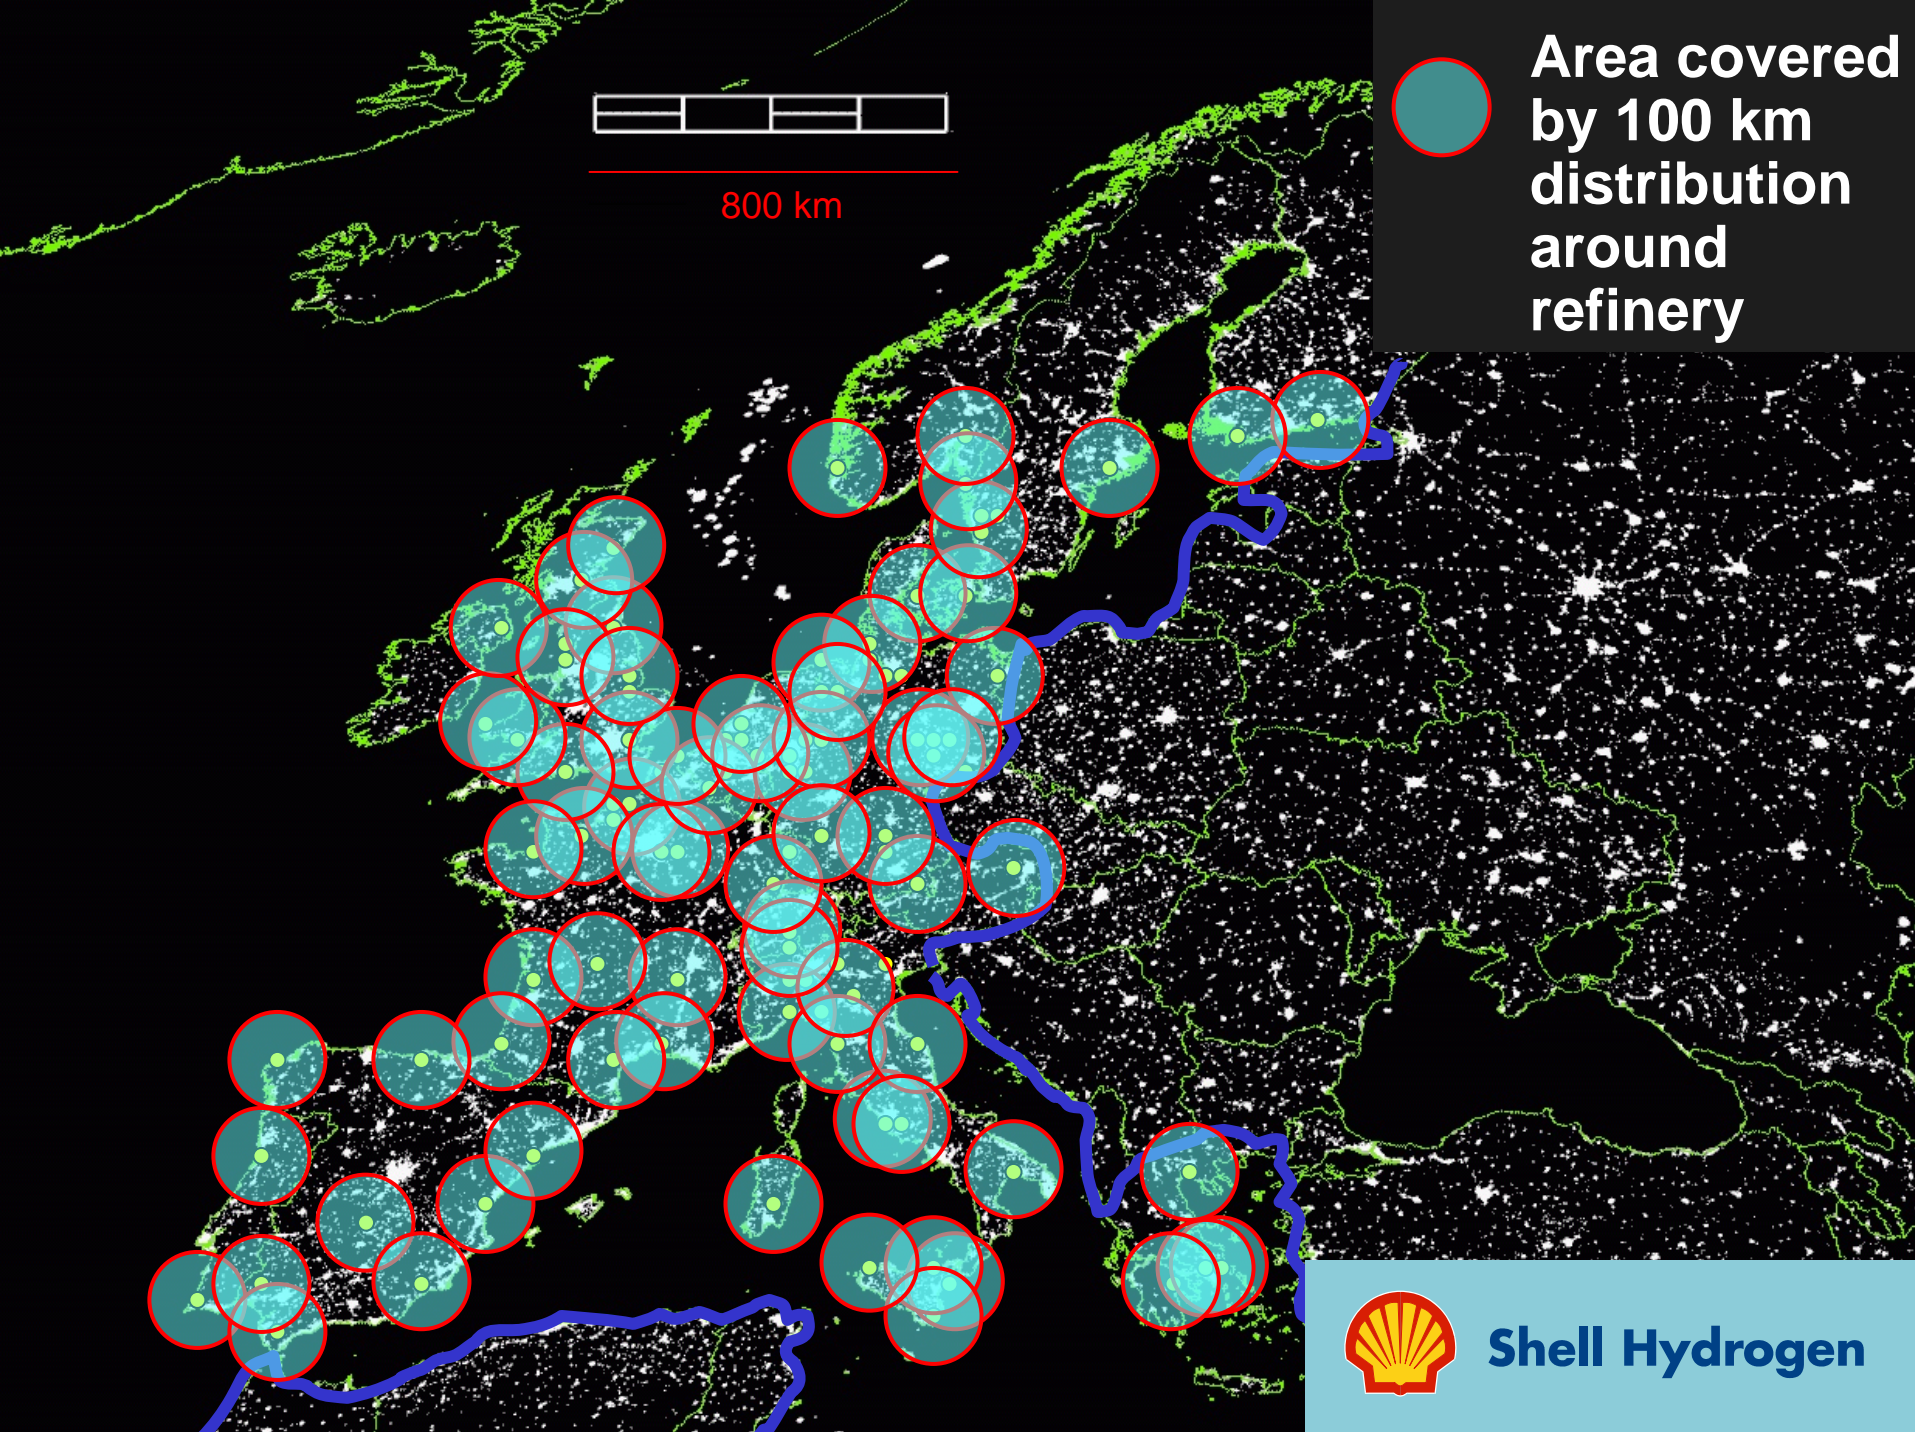 Area covered
by 100 km
distribution
around
refinery
800 km
Shell Hydrogen